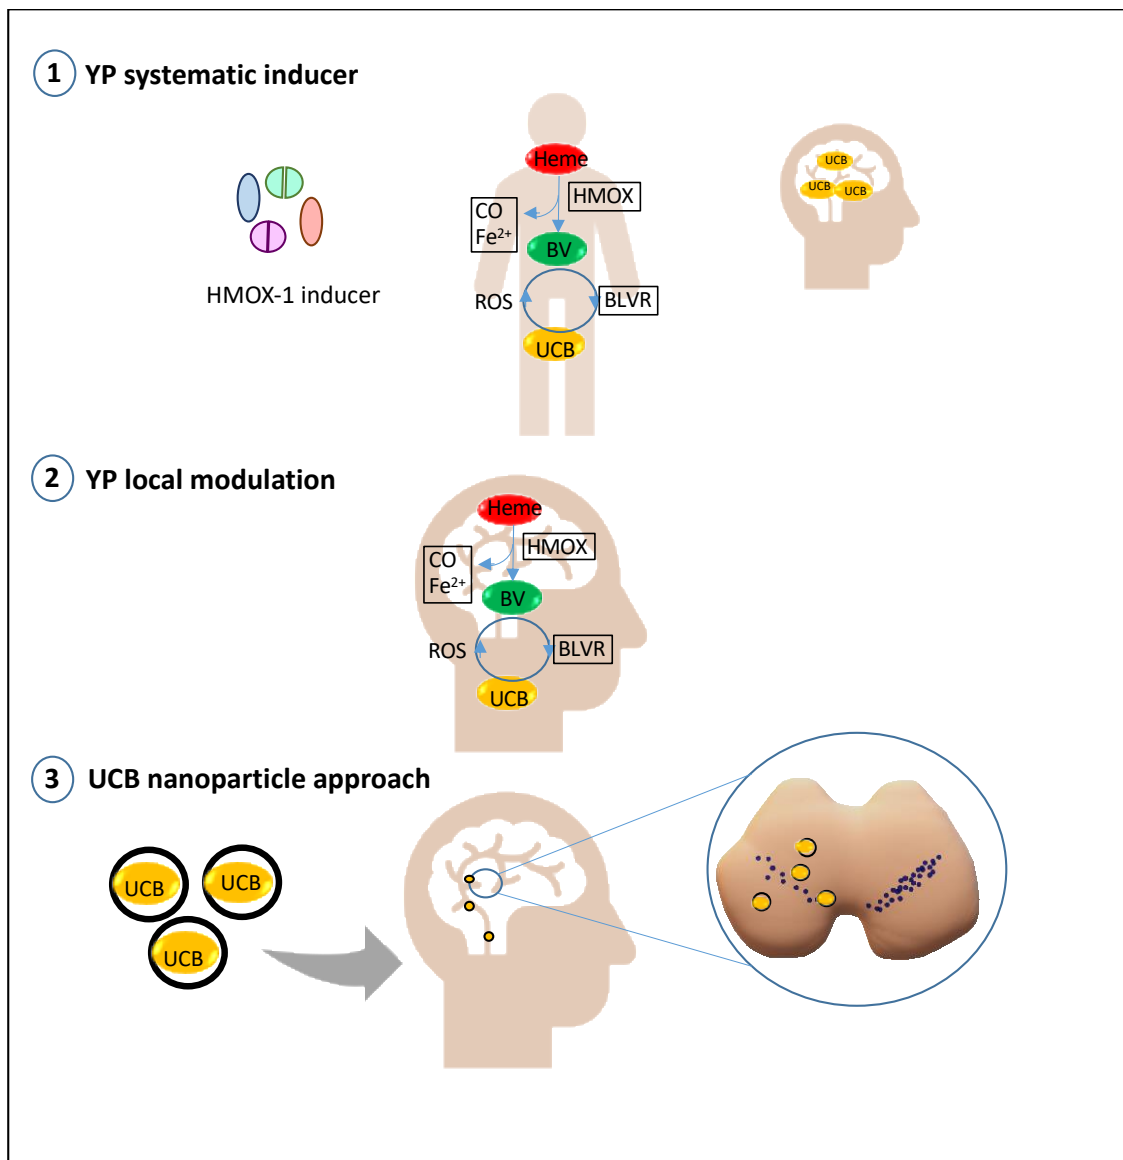 1 YP systematic inducer
Heme
HMOX
CO
Fe²⁺
BV
ROS
BLVR
UCB
HMOX-1 inducer
UCB
UCB
UCB
2 YP local modulation
Heme
HMOX
CO
Fe²⁺
BV
ROS
BLVR
UCB
3 UCB nanoparticle approach
UCB
UCB
UCB